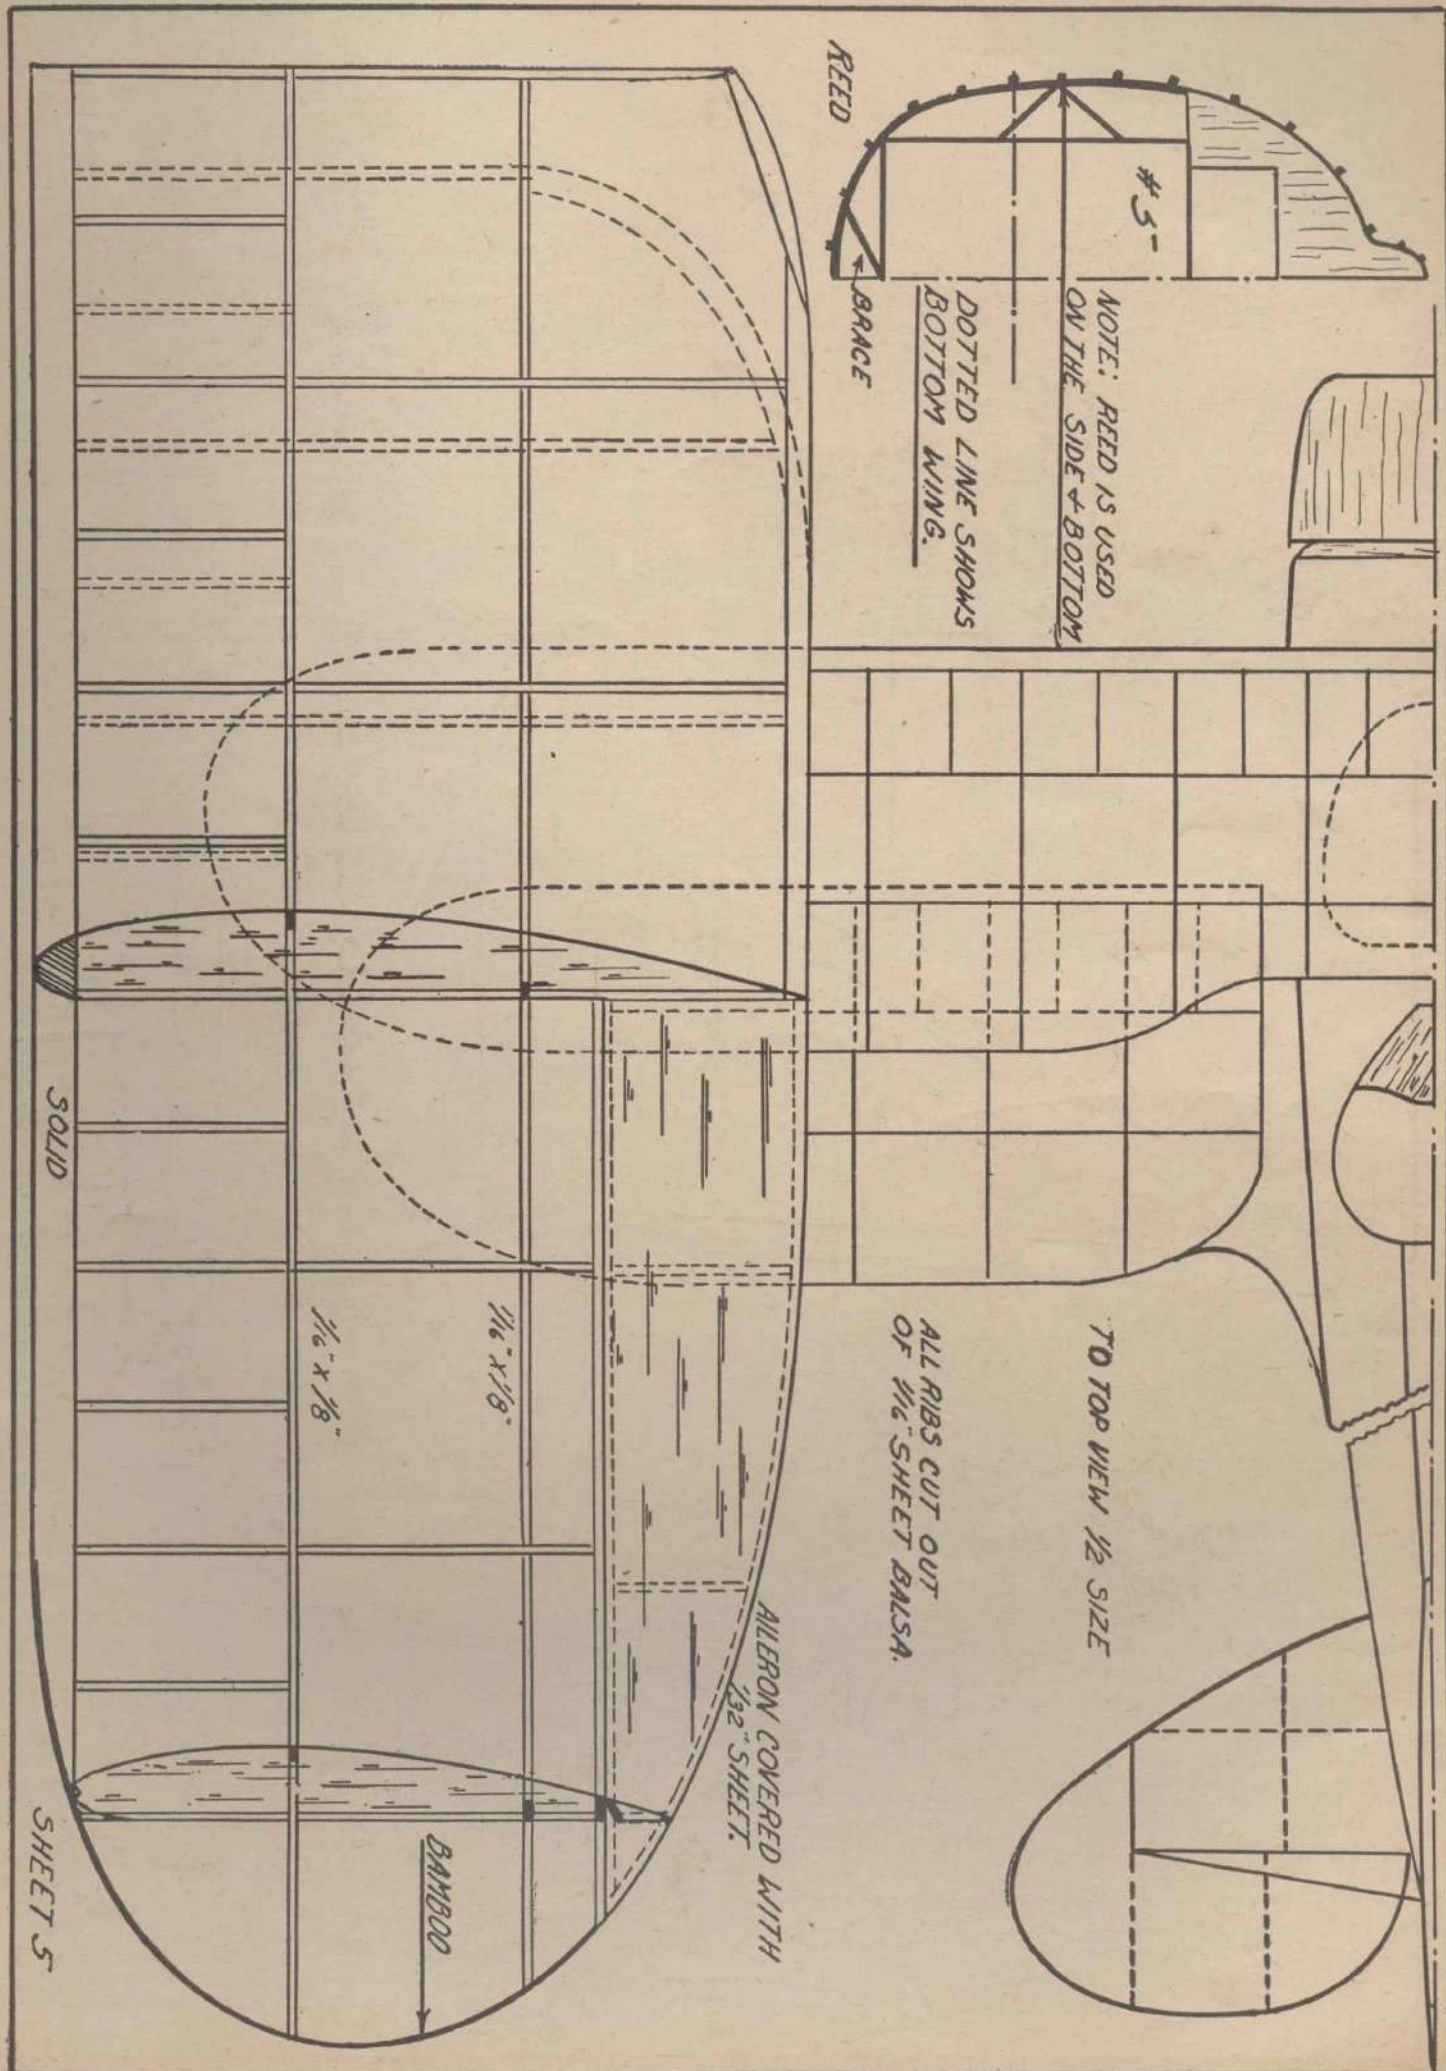 REED
#5
NOTE: REED IS USED
ON THE SIDE & BOTTOM
DOTTED LINE SHOWS
BOTTOM WING.
BRACE
TO TOP VIEW 1/2 SIZE
ALL RIBS CUT OUT
OF 1/16" SHEET BALSA.
AILERON COVERED WITH
1/32" SHEET.
1/16" X 1/8"
1/16" X 1/8"
SOLID
BAMBOO
SHEET 5